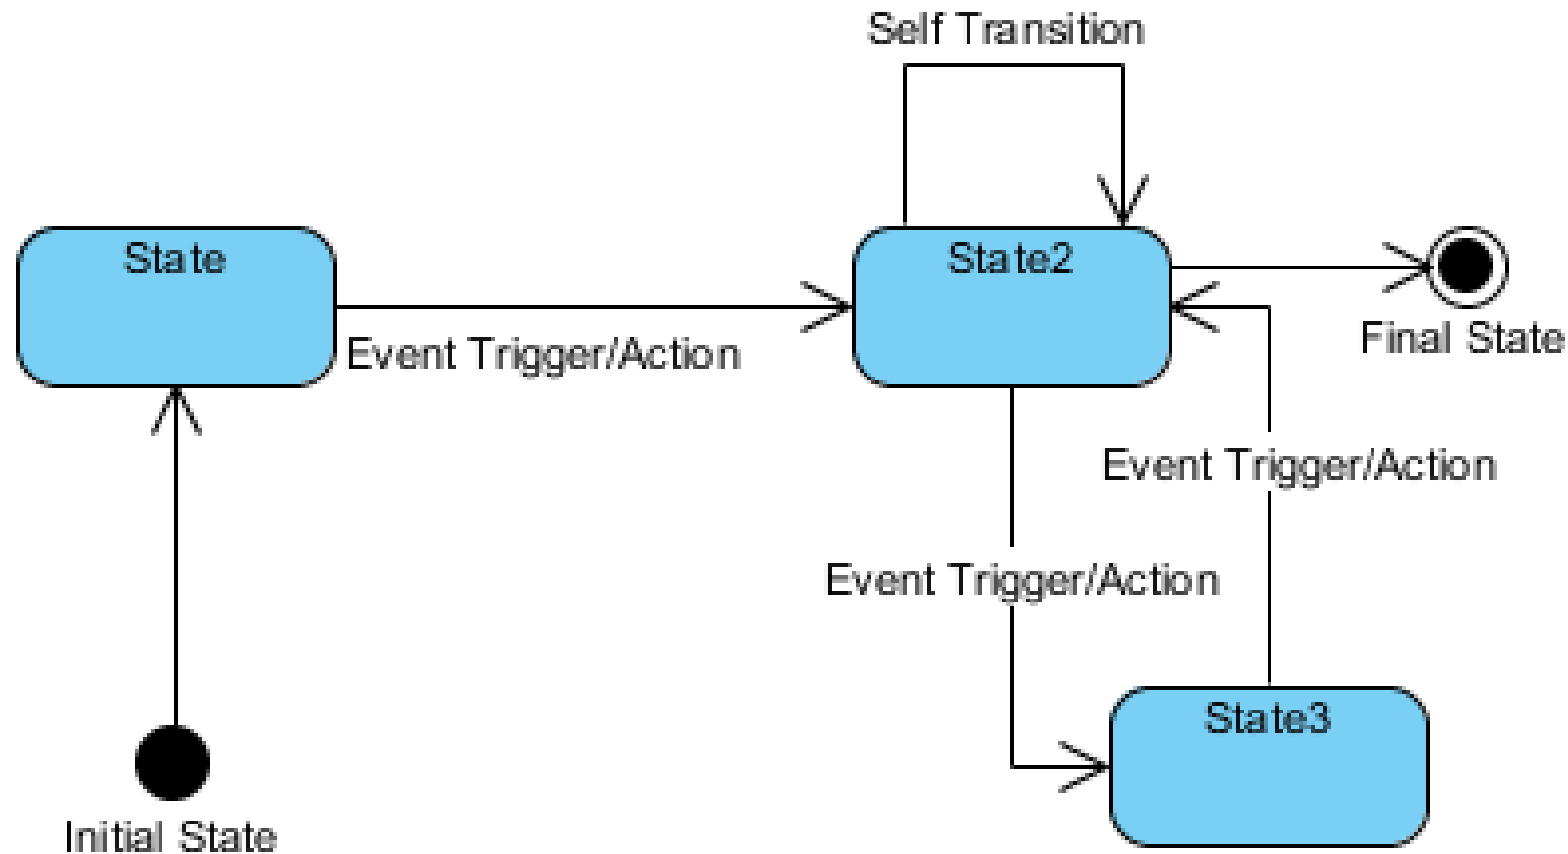 Self Transition
State
State2
Event Trigger/Action
Final State
Event Trigger/Action
Event Trigger/Action
State3
Initial State